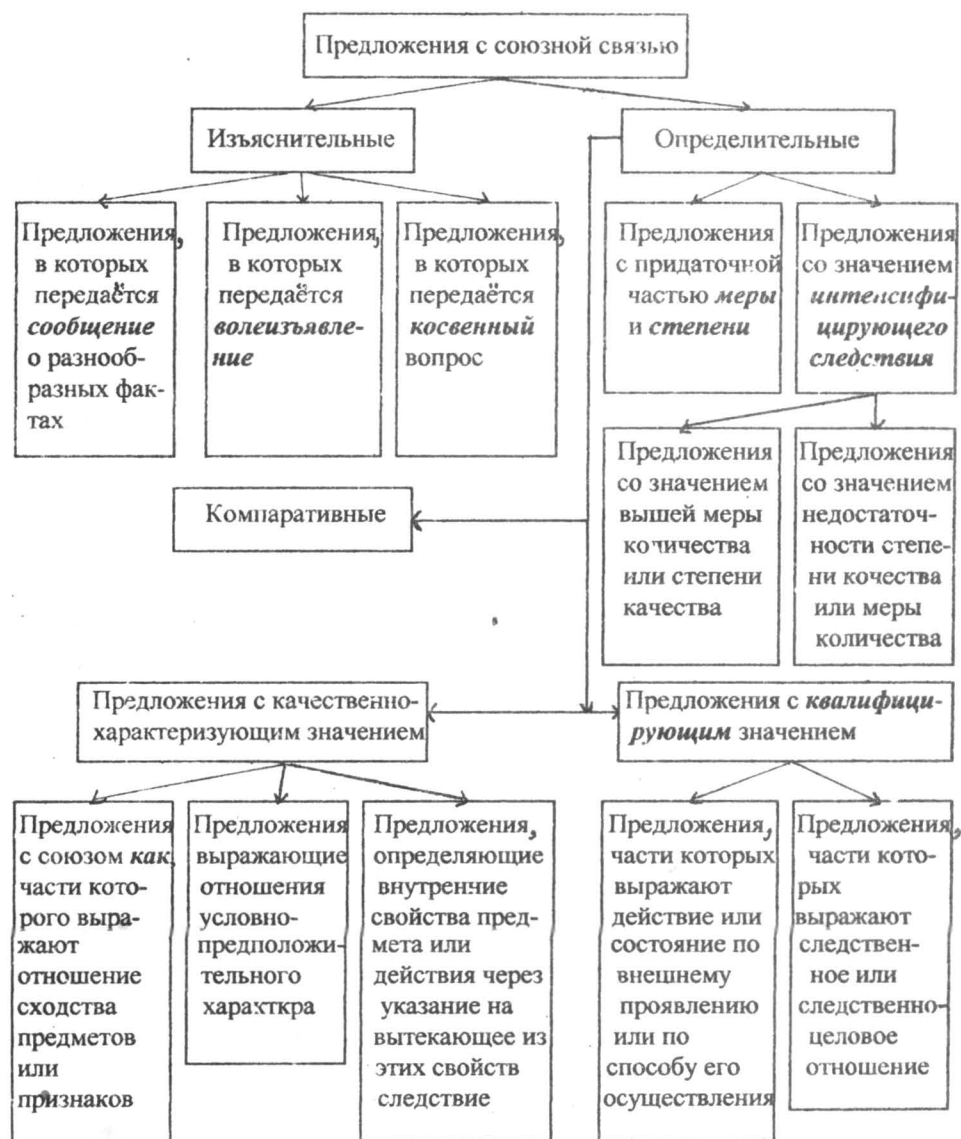 Предложения с союзной связью
Изъяснительные
Определительные
Предложения,
в которых
передаётся
сообщение
о разнооб-
разных фак-
тах
Предложения,
в которых
передаётся
волеизъявле-
ние
Предложения,
в которых
передаётся
косвенный
вопрос
Предложения
с придаточной
частью меры
и степени
Предложения
со значением
интенсифи-
цирующего
следствия
Предложения
со значением
вышей меры
количества
или степени
качества
Предложения
со значением
недостаточ-
ности степе-
ни кочества
или меры
количества
Компаративные
Предложения с качественно-
характеризующим значением
Предложения с квалифици-
рующим значением
Предложения
с союзом как,
части кото-
рого выра-
жают
отношение
сходства
предметов
или
признаков
Предложения
выражающие
отношения
условно-
предположи-
тельного
характкра
Предложения,
определяющие
внутренние
свойства пред-
мета или
действия через
указание на
вытекающее из
этих свойств
следствие
Предложения,
части которых
выражают
действие или
состояние по
внешнему
проявлению
или по
способу его
осуществления
Предложения,
части кото-
рых
выражают
следствен-
ное или
следственно-
целовое
отношение